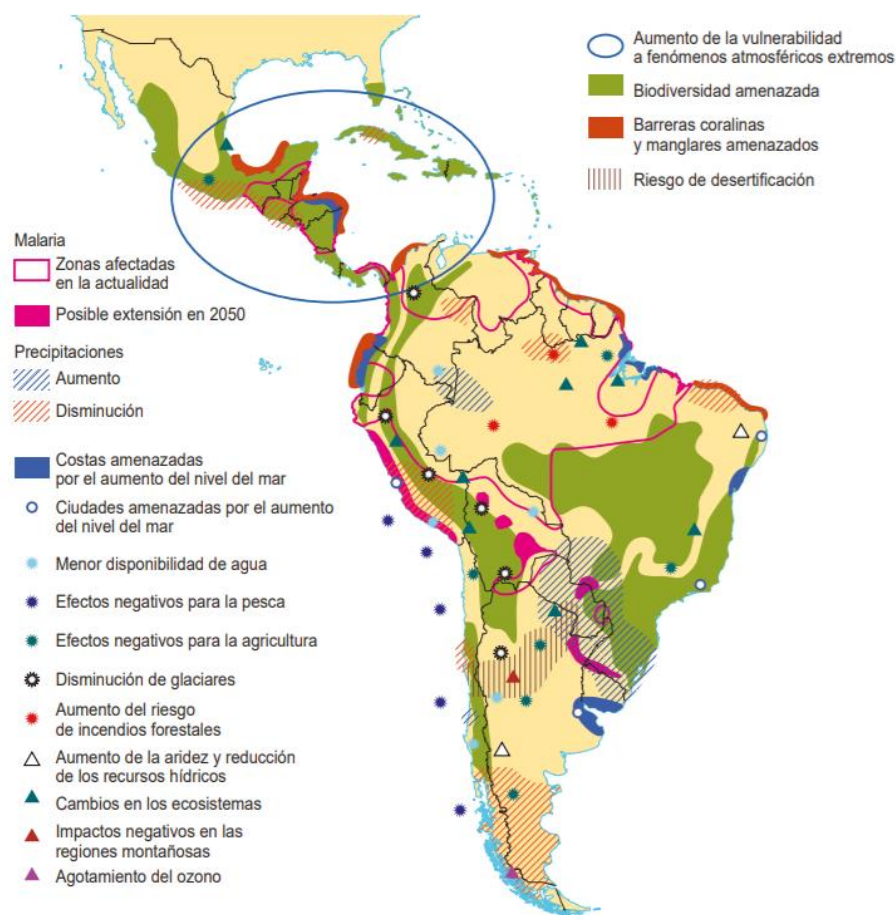 Aumento de la vulnerabilidad
a fenómenos atmosféricos extremos
Biodiversidad amenazada
Barreras coralinas
y manglares amenazados
Riesgo de desertificación
Malaria
Zonas afectadas
en la actualidad
Posible extensión en 2050
Precipitaciones
Aumento
Disminución
Costas amenazadas
por el aumento del nivel del mar
Ciudades amenazadas por el aumento
del nivel del mar
Menor disponibilidad de agua
Efectos negativos para la pesca
Efectos negativos para la agricultura
Disminución de glaciares
Aumento del riesgo
de incendios forestales
Aumento de la aridez y reducción
de los recursos hídricos
Cambios en los ecosistemas
Impactos negativos en las
regiones montañosas
Agotamiento del ozono